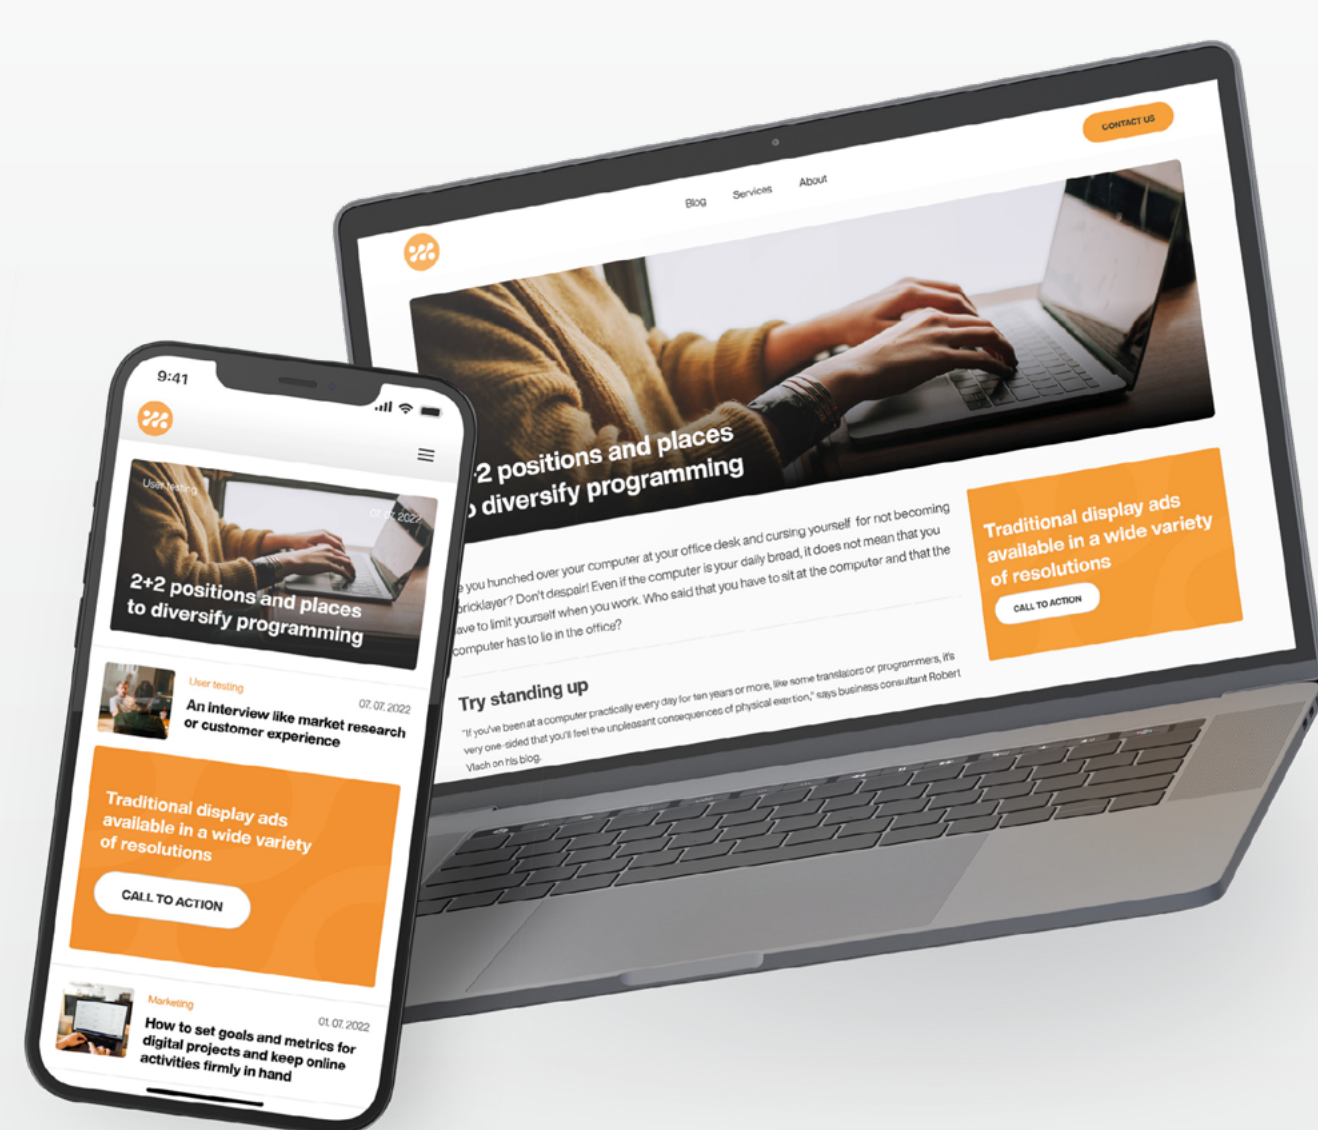 CONTACT US
Blog
Services
About
2 positions and places
diversify programming
you hunched over your computer at your office desk and cursing yourself for not becoming
bricklayer? Don't despair! Even if the computer is your daily bread, it does not mean that you
to limit yourself when you work. Who said that you have to sit at the computer and that the
computer has to lie in the office?
Try standing up
"If you've been at a computer practically every day for ten years or more, like some translators or programmers, it's
very one-sided that you'll feel the unpleasant consequences of physical exertion," says business consultant Robert
Vlach on his blog.
Traditional display ads
available in a wide variety
of resolutions
CALL TO ACTION
9:41
User testing
07. 07. 2022
2+2 positions and places
to diversify programming
User testing
07. 07. 2022
An interview like market research
or customer experience
Traditional display ads
available in a wide variety
of resolutions
CALL TO ACTION
Marketing
01. 07. 2022
How to set goals and metrics for
digital projects and keep online
activities firmly in hand